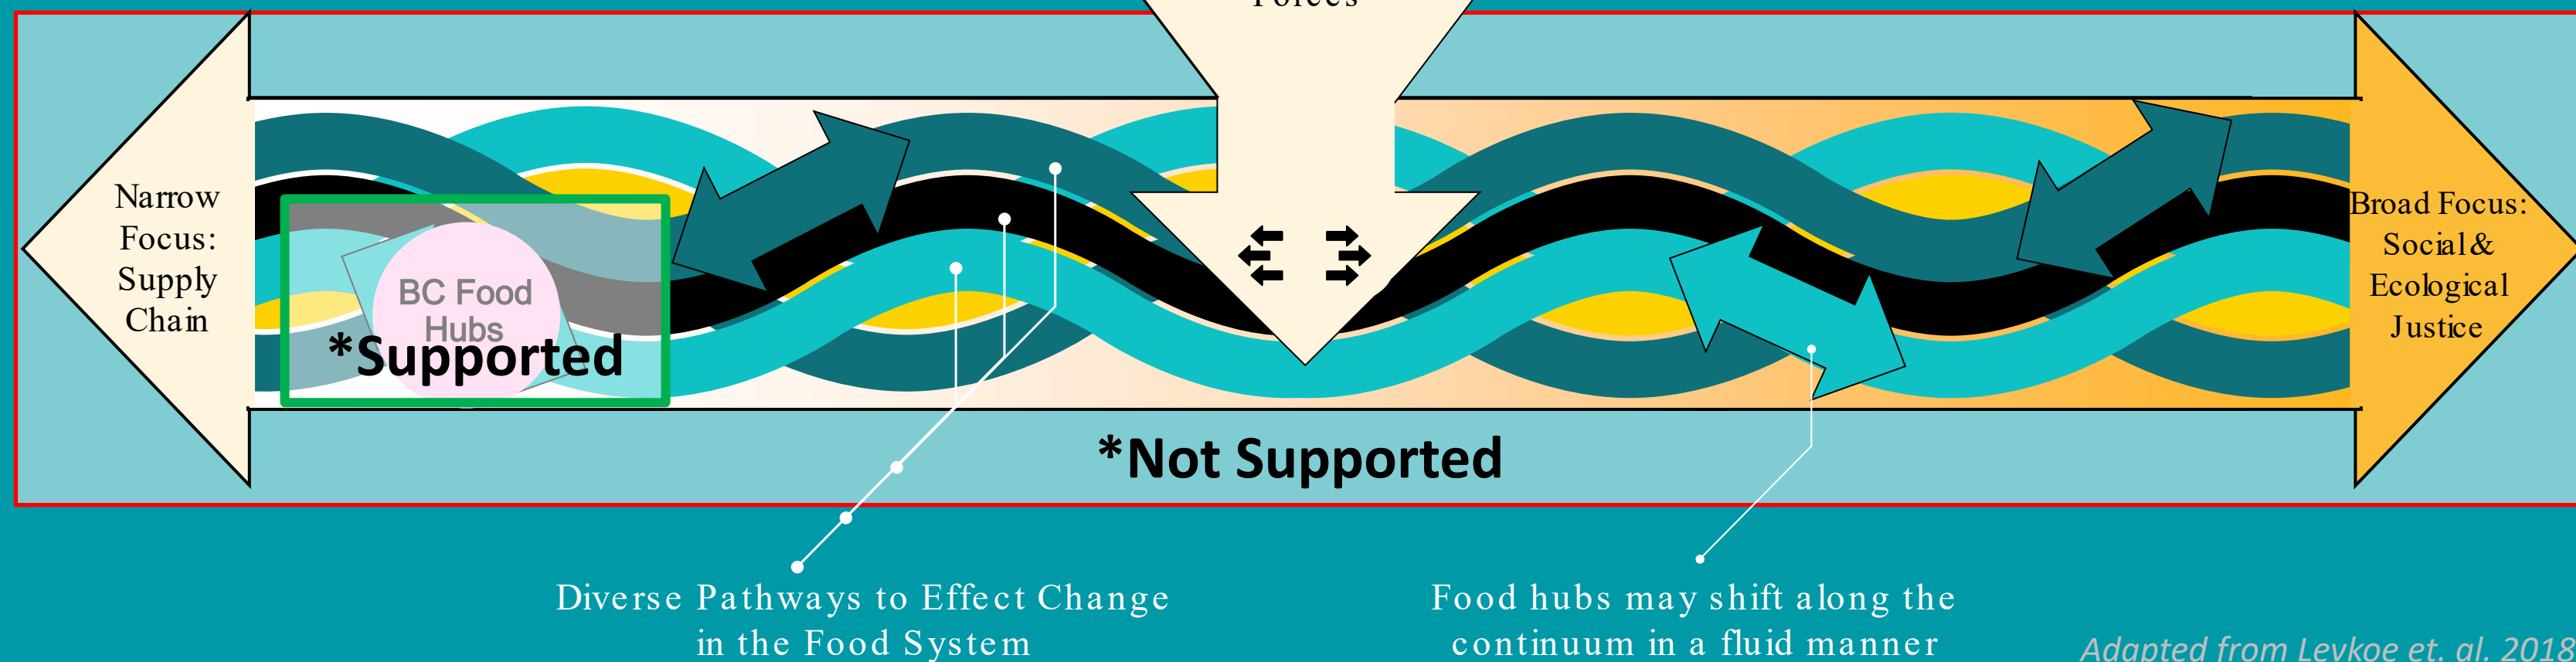 Forces
Narrow
Focus:
Supply
Chain
BC Food
Hubs
*Supported
Broad Focus:
Social &
Ecological
Justice
*Not Supported
Diverse Pathways to Effect Change
in the Food System
Food hubs may shift along the
continuum in a fluid manner
Adapted from Levkoe et. al. 2018